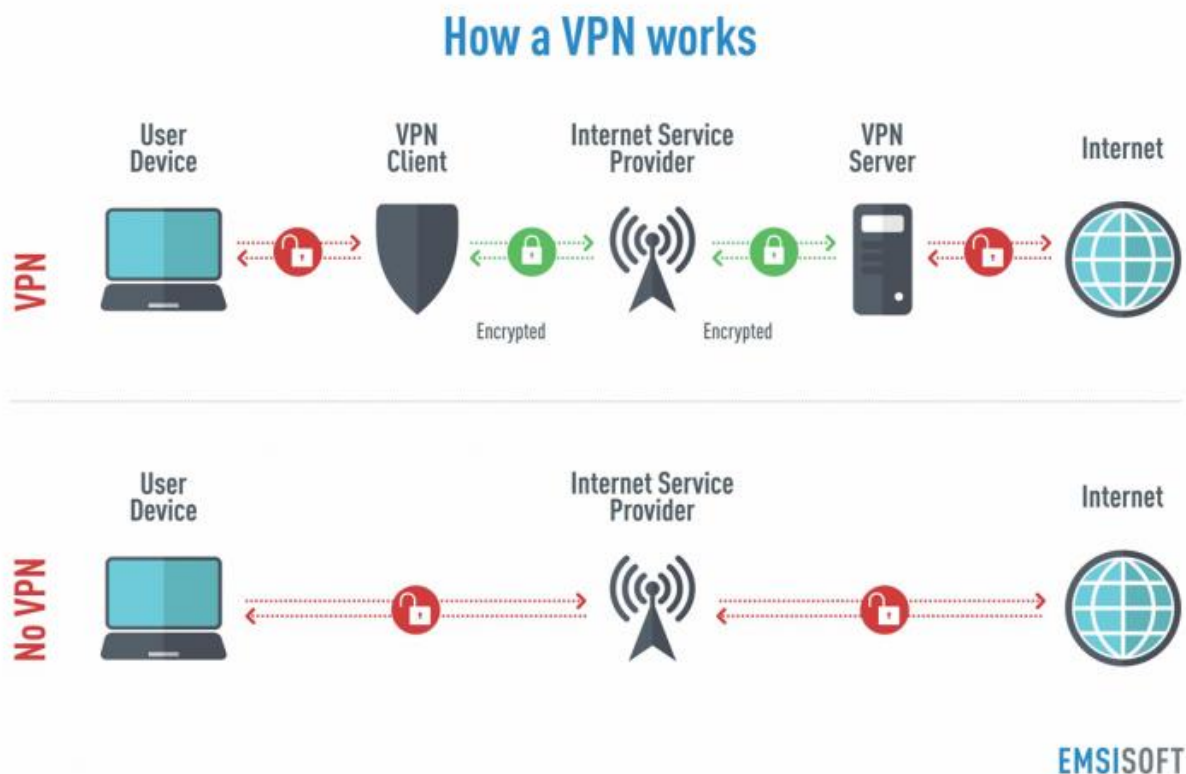 How a VPN works
User
Device
VPN
Client
Internet Service
Provider
VPN
Server
Internet
VPN
Encrypted
Encrypted
User
Device
Internet Service
Provider
Internet
No VPN
EMSISOFT